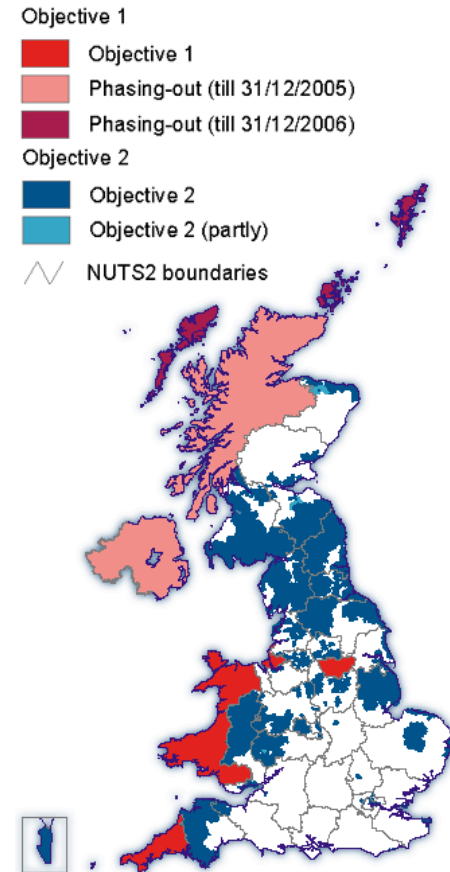 Objective 1
Objective 1
Phasing-out (till 31/12/2005)
Phasing-out (till 31/12/2006)
Objective 2
Objective 2
Objective 2 (partly)
NUTS2 boundaries